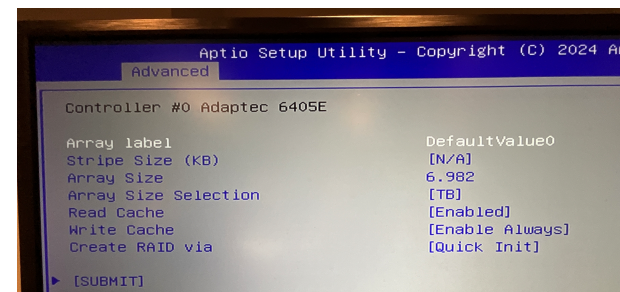 Aptio Setup Utility – Copyright (C) 2024
Advanced
Controller #0 Adaptec 6405E
Array label DefaultValue0
Stripe Size (KB) [N/A]
Array Size 6.982
Array Size Selection [TB]
Read Cache [Enabled]
Write Cache [Enable Always]
Create RAID via [Quick Init]
[SUBMIT]